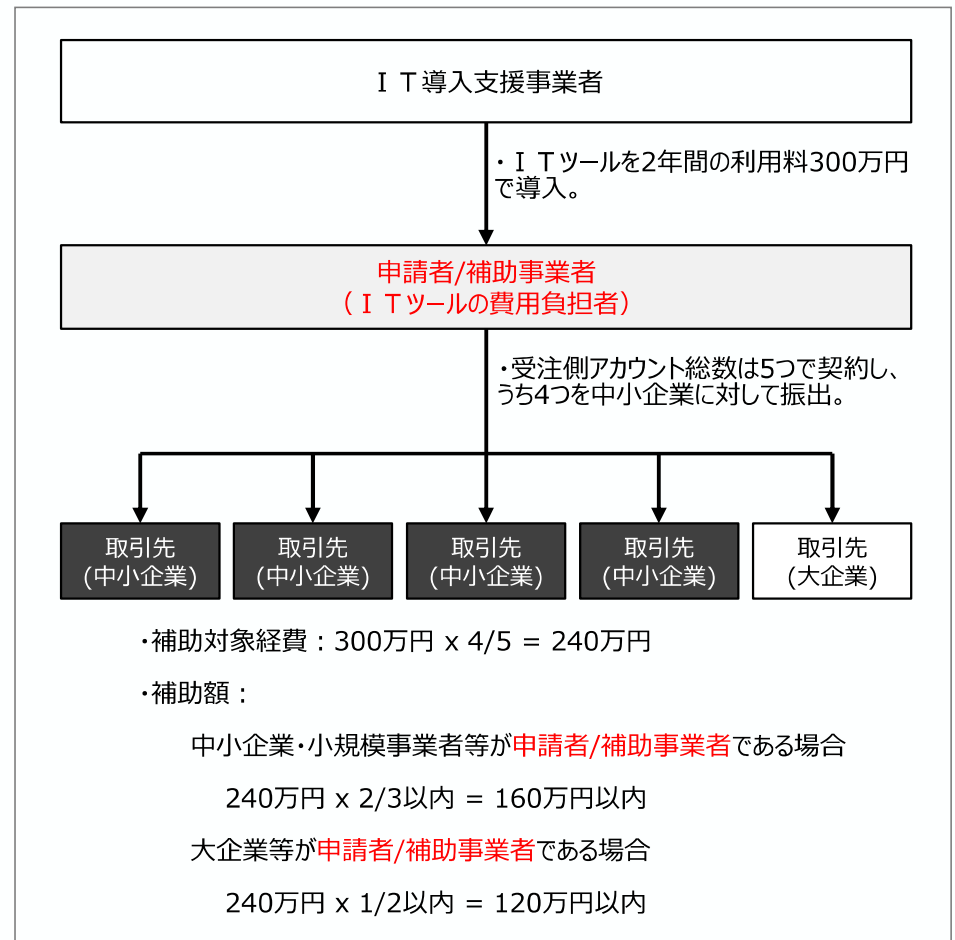 ＩＴ導入支援事業者
・ＩＴツールを2年間の利用料300万円
で導入。
申請者/補助事業者
（ＩＴツールの費用負担者）
・受注側アカウント総数は5つで契約し、
うち4つを中小企業に対して振出。
取引先
(中小企業)
取引先
(中小企業)
取引先
(中小企業)
取引先
(中小企業)
取引先
(大企業)
・補助対象経費：300万円 x 4/5 = 240万円
・補助額：
中小企業・小規模事業者等が申請者/補助事業者である場合
240万円 x 2/3以内 = 160万円以内
大企業等が申請者/補助事業者である場合
240万円 x 1/2以内 = 120万円以内